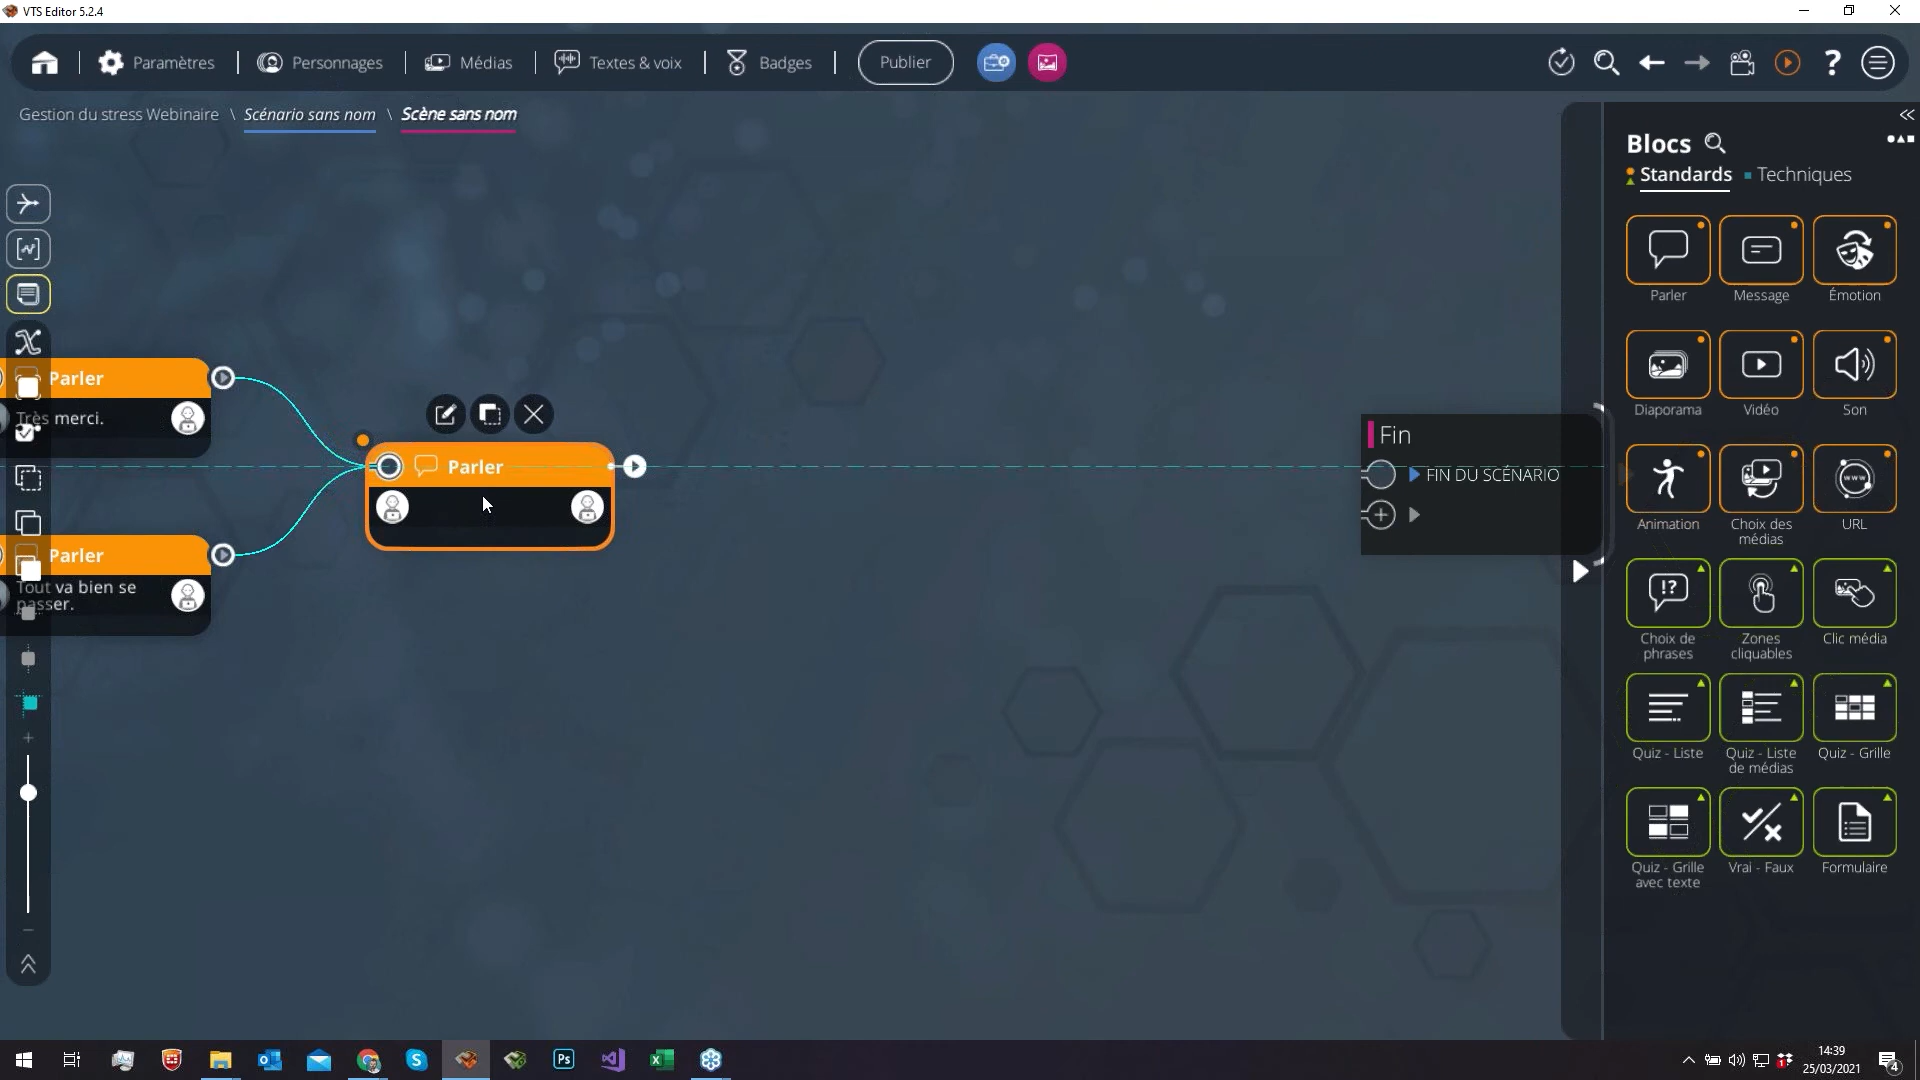 VTS Editor 5.2.4
Paramètres
Personnages
Médias
Textes & voix
Badges
Publier
Gestion du stress Webinaire \ Scénario sans nom \ Scène sans nom
Blocs
Standards
Techniques
Parler
Message
Émotion
Diaporama
Vidéo
Son
Animation
Choix des
médias
URL
www
Choix de
phrases
!?
Zones
cliquables
Clic média
Quiz - Liste
Quiz - Liste
de médias
Quiz - Grille
Quiz - Grille
avec texte
Vrai - Faux
Formulaire
Parler
Très merci.
Parler
Tout va bien se
passer.
Parler
Fin
FIN DU SCÉNARIO
Ps
14:39
25/03/2021
4
1